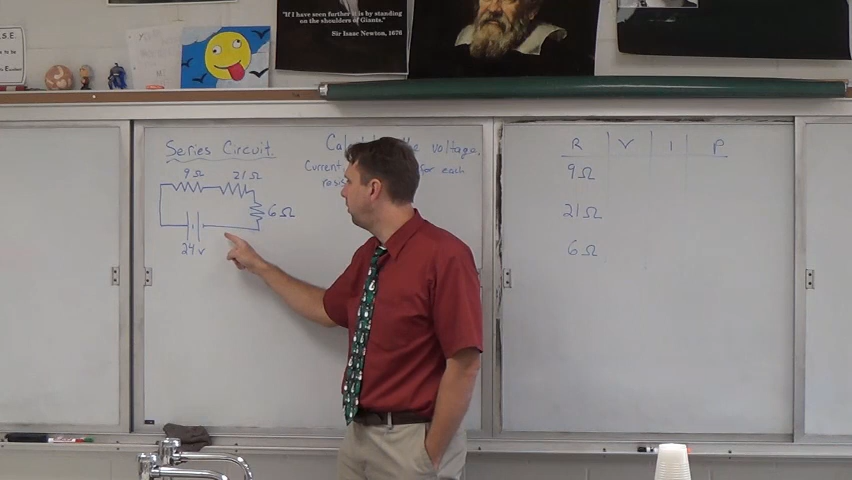 "If I have seen further it is by standing
on the shoulders of Giants."
Sir Isaac Newton, 1676
Series Circuit
9Ω 21Ω
6Ω
24v
the voltage,
Current for each
R V I P
9Ω
21Ω
6Ω